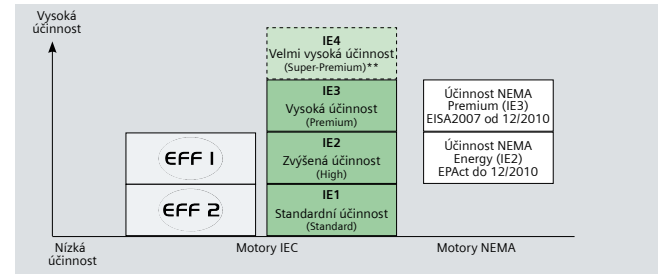 Vysoká
účinnost
IE4
Velmi vysoká účinnost
(Super-Premium)**
IE3
Vysoká účinnost
(Premium)
Účinnost NEMA
Premium (IE3)
EISA2007 od 12/2010
EFF 1
IE2
Zvýšená účinnost
(High)
Účinnost NEMA
Energy (IE2)
EPAct do 12/2010
EFF 2
IE1
Standardní účinnost
(Standard)
Nízká
účinnost
Motory IEC
Motory NEMA